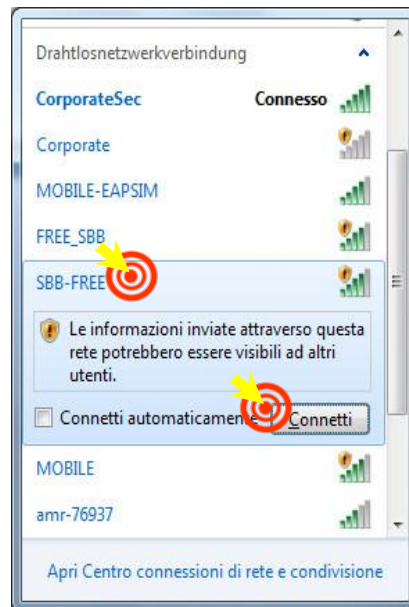 Drahtlosnetzwerkverbindung
CorporateSec Connesso
Corporate
MOBILE-EAPSIM
FREE_SBB
SBB-FREE
Le informazioni inviate attraverso questa
rete potrebbero essere visibili ad altri
utenti.
Connetti automaticamente Connetti
MOBILE
amr-76937
Apri Centro connessioni di rete e condivisione